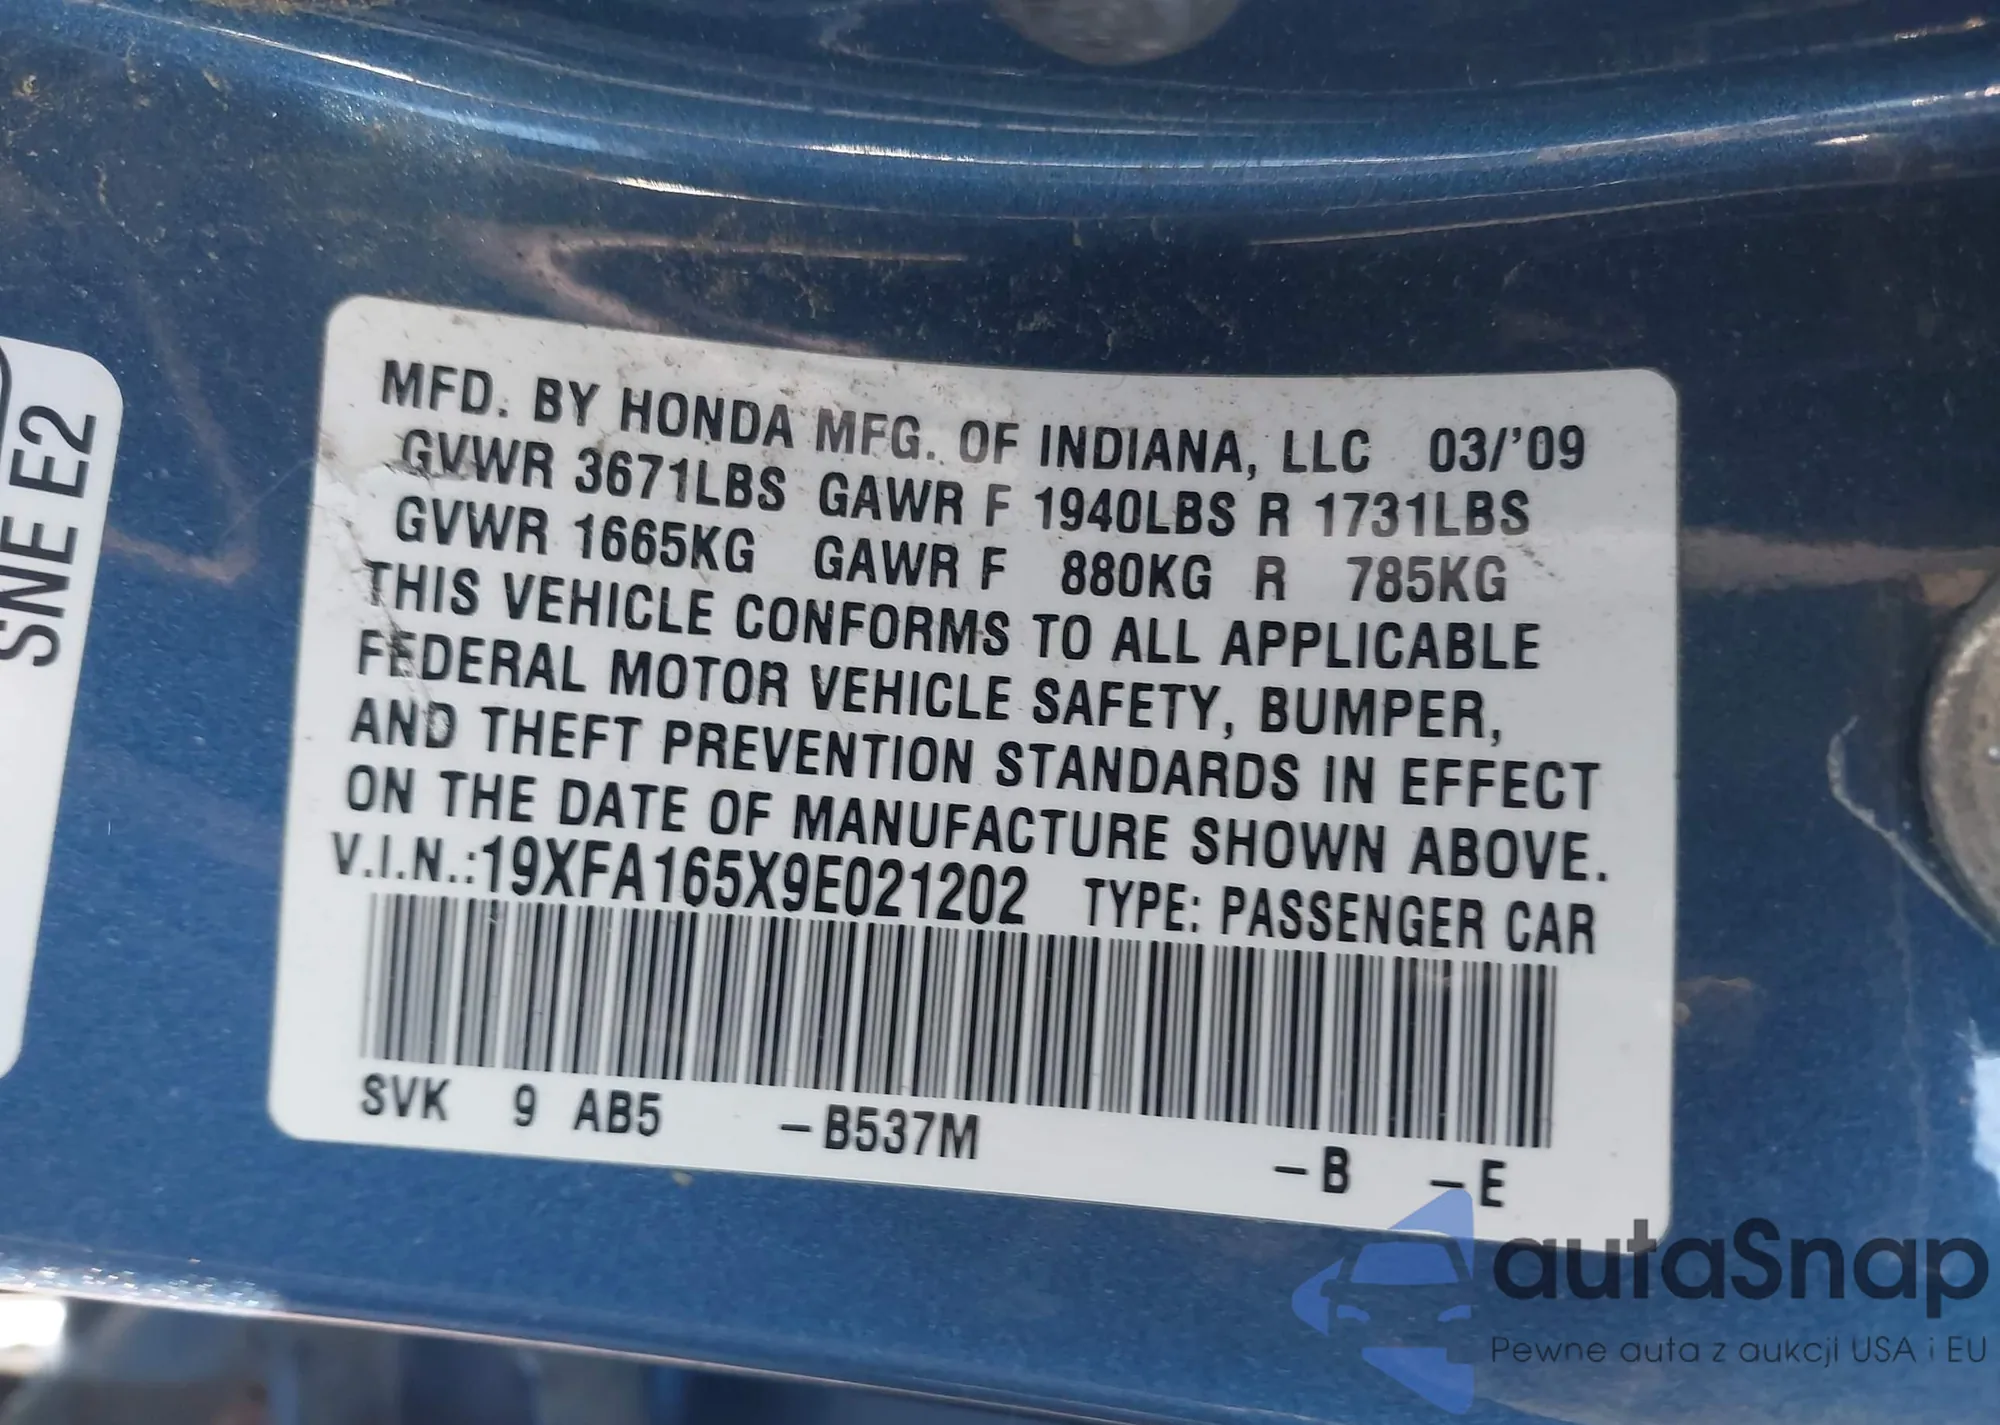 SNE E2
MFD. BY HONDA MFG. OF INDIANA, LLC 03/'09
GVWR 3671LBS GAWR F 1940LBS R 1731LBS
GVWR 1665KG GAWR F 880KG R 785KG
THIS VEHICLE CONFORMS TO ALL APPLICABLE
FEDERAL MOTOR VEHICLE SAFETY, BUMPER,
AND THEFT PREVENTION STANDARDS IN EFFECT
ON THE DATE OF MANUFACTURE SHOWN ABOVE.
V.I.N.:19XFA165X9E021202 TYPE: PASSENGER CAR
SVK 9 AB5 -B537M -B -E
autaSnap
Pewne auta z aukcji USA i EU